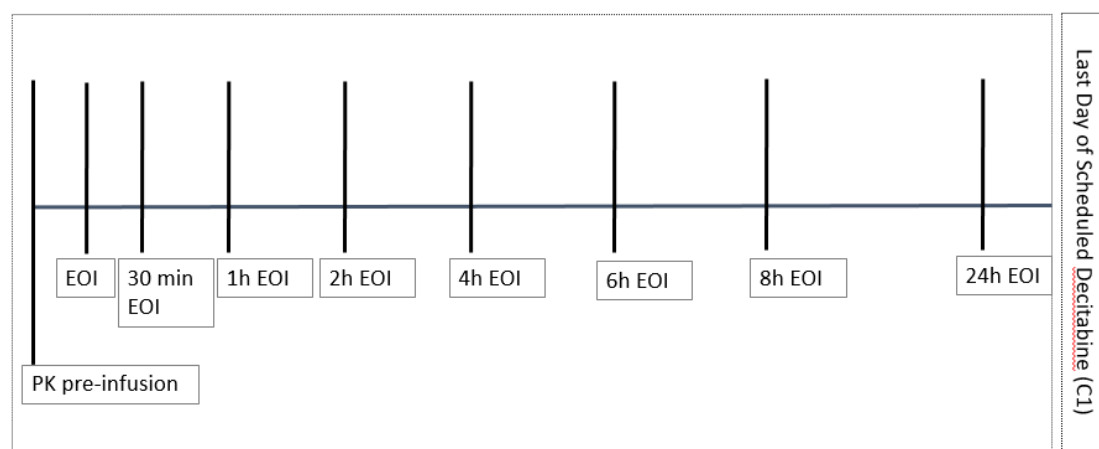 EOI
30 min
EOI
1h EOI
2h EOI
4h EOI
6h EOI
8h EOI
24h EOI
PK pre-infusion
Last Day of Scheduled Decitabine (C1)